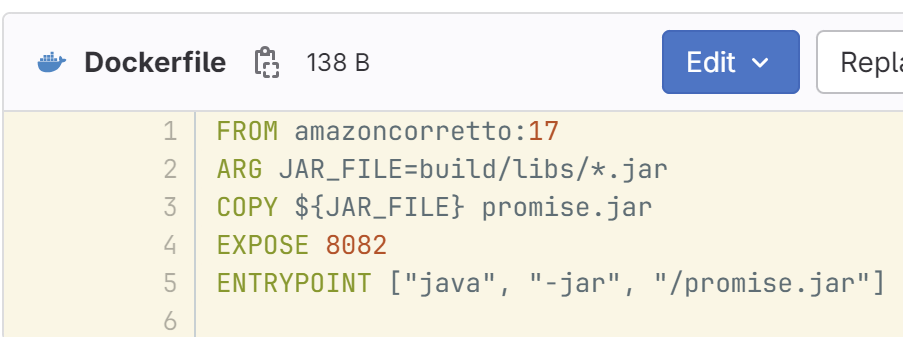 Dockerfile 138 B Edit
1 FROM amazoncorretto:17
2 ARG JAR_FILE=build/libs/*.jar
3 COPY ${JAR_FILE} promise.jar
4 EXPOSE 8082
5 ENTRYPOINT ["java", "-jar", "/promise.jar"]
6